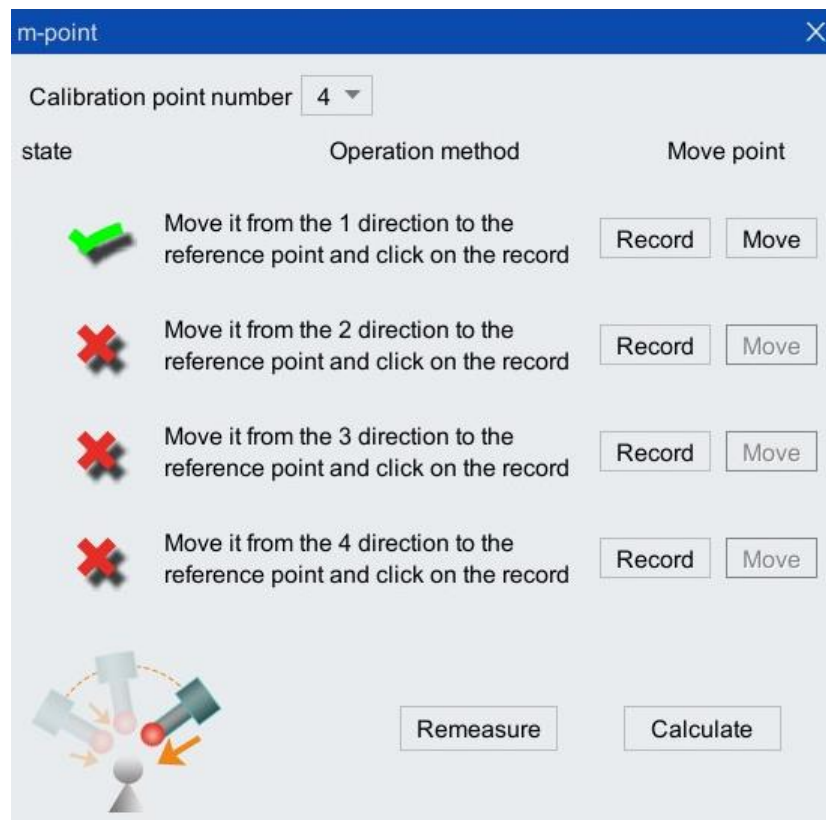 m-point
Calibration point number 4
state Operation method Move point
Move it from the 1 direction to the
reference point and click on the record
Record Move
Move it from the 2 direction to the
reference point and click on the record
Record Move
Move it from the 3 direction to the
reference point and click on the record
Record Move
Move it from the 4 direction to the
reference point and click on the record
Record Move
Remeasure Calculate